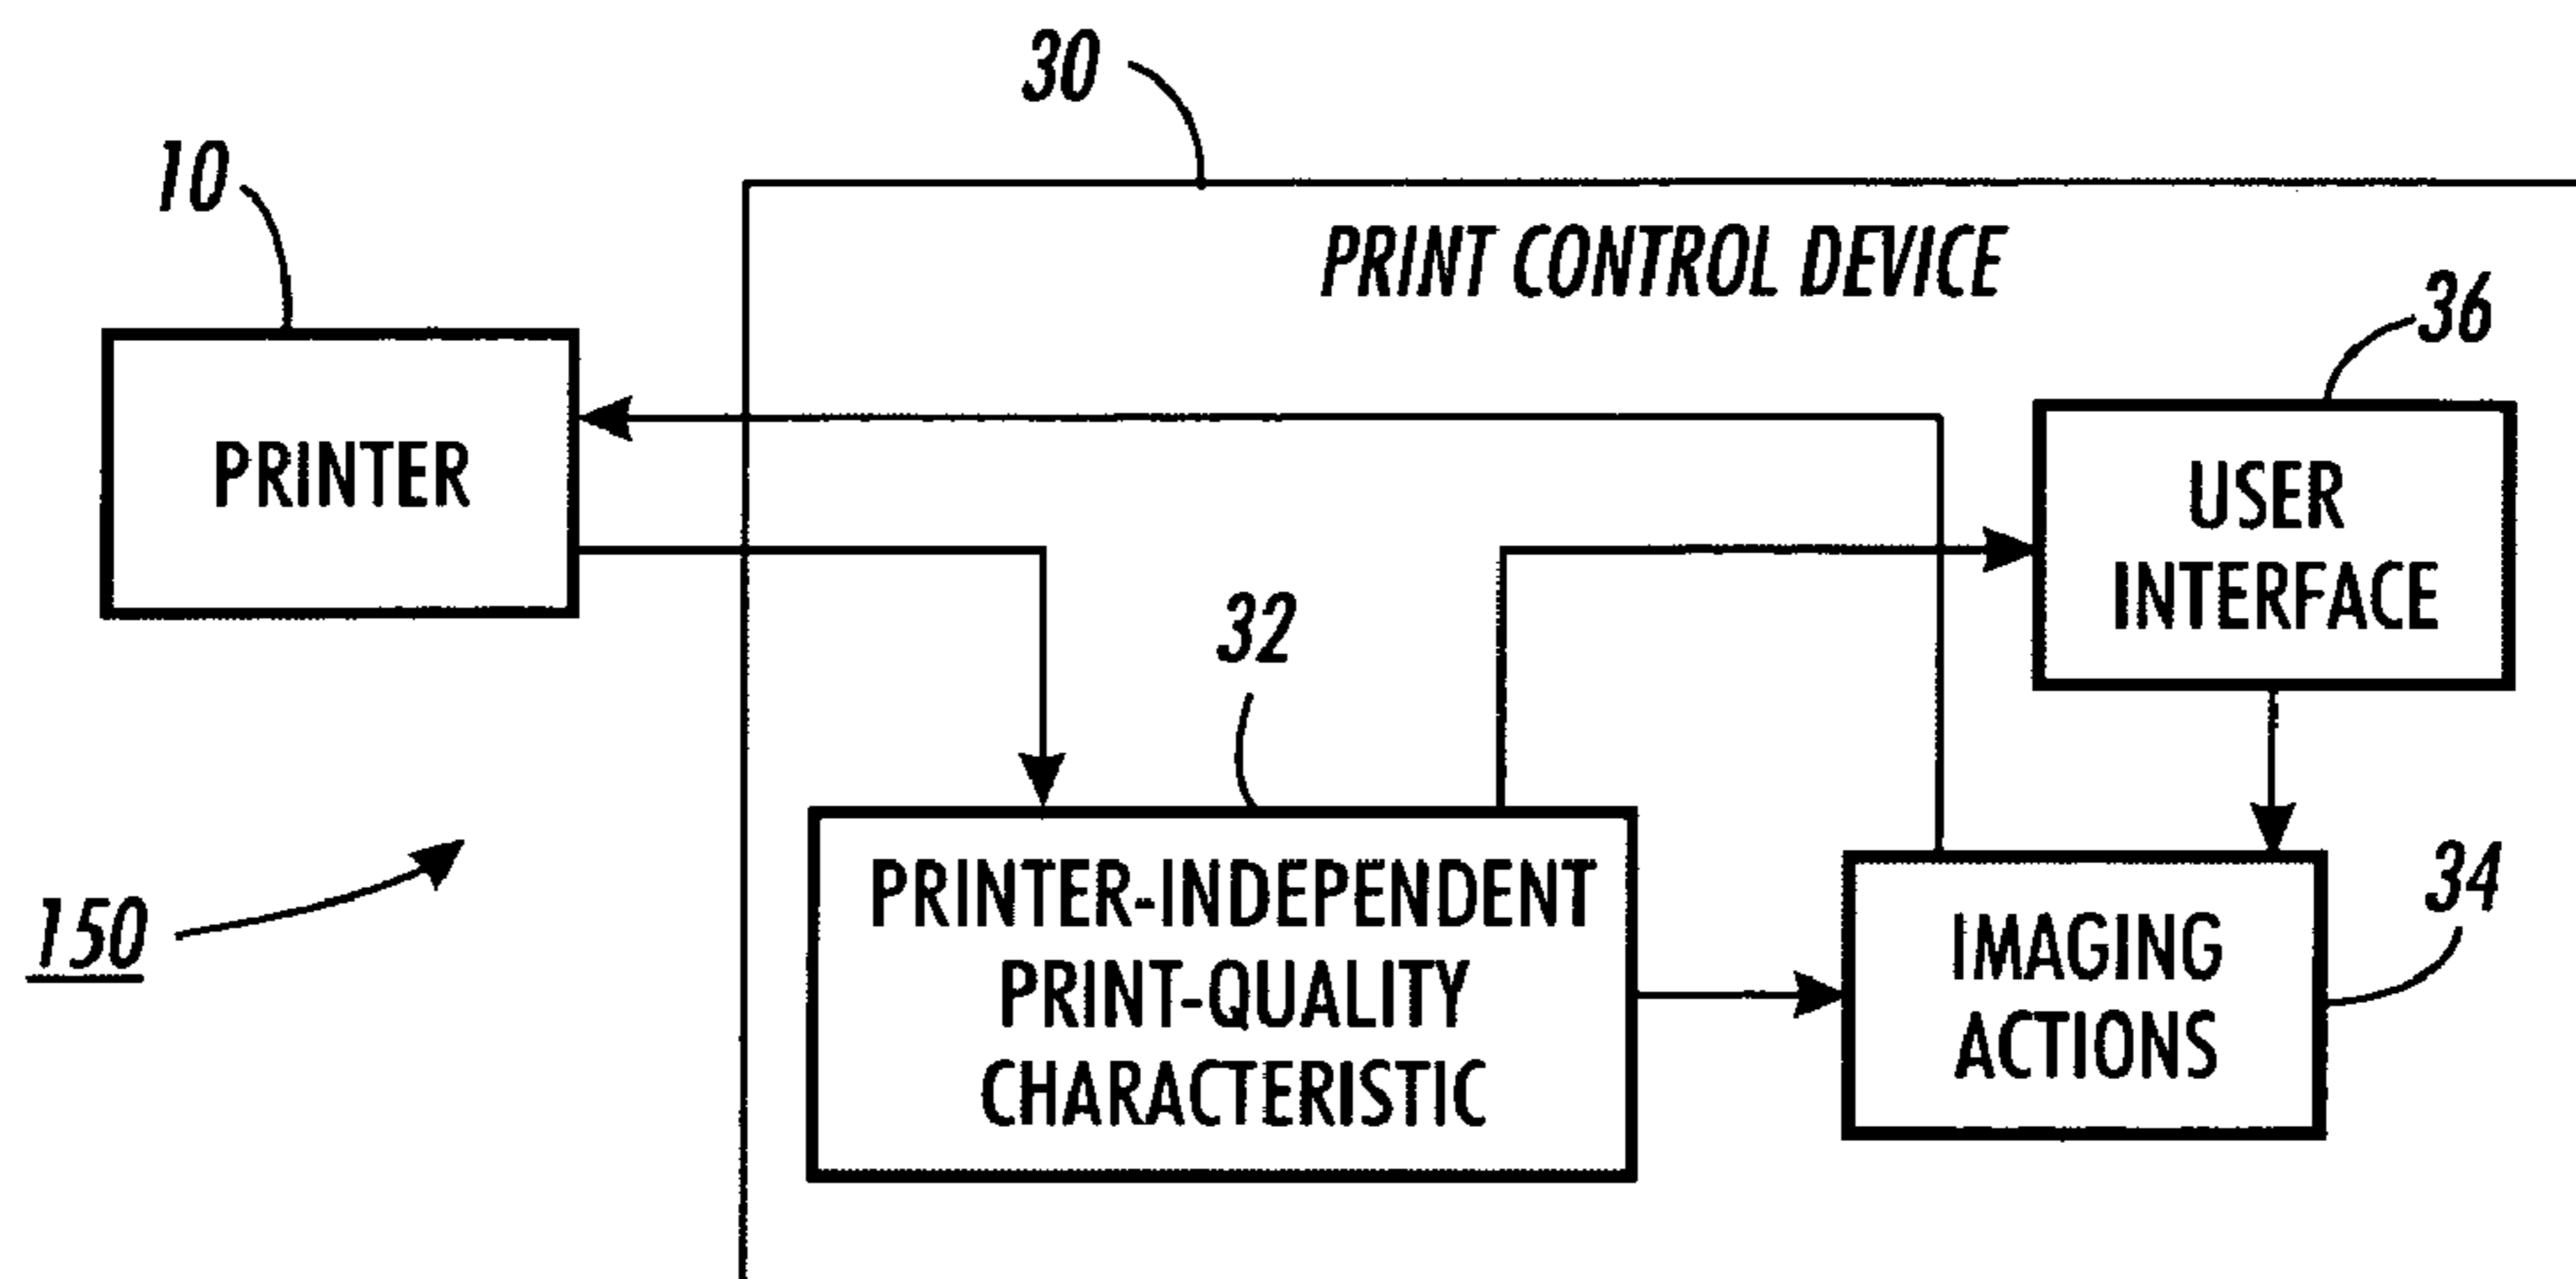 30
10
PRINT CONTROL DEVICE
36
PRINTER
USER
INTERFACE
32
PRINTER-INDEPENDENT
PRINT-QUALITY
CHARACTERISTIC
IMAGING
ACTIONS
34
150